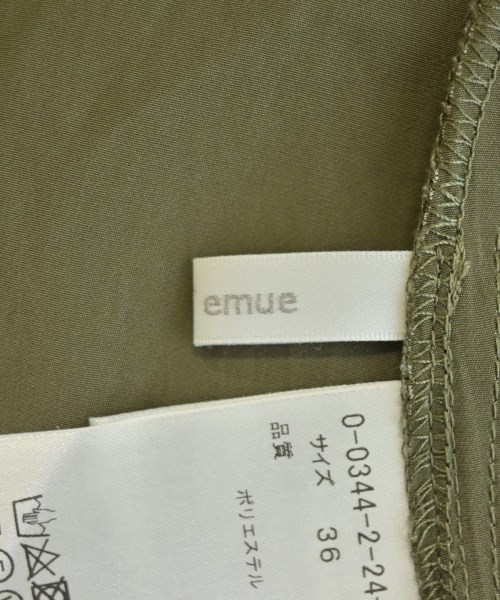 emue
0-0344-2-24
サイズ 36
品質
ポリエステル